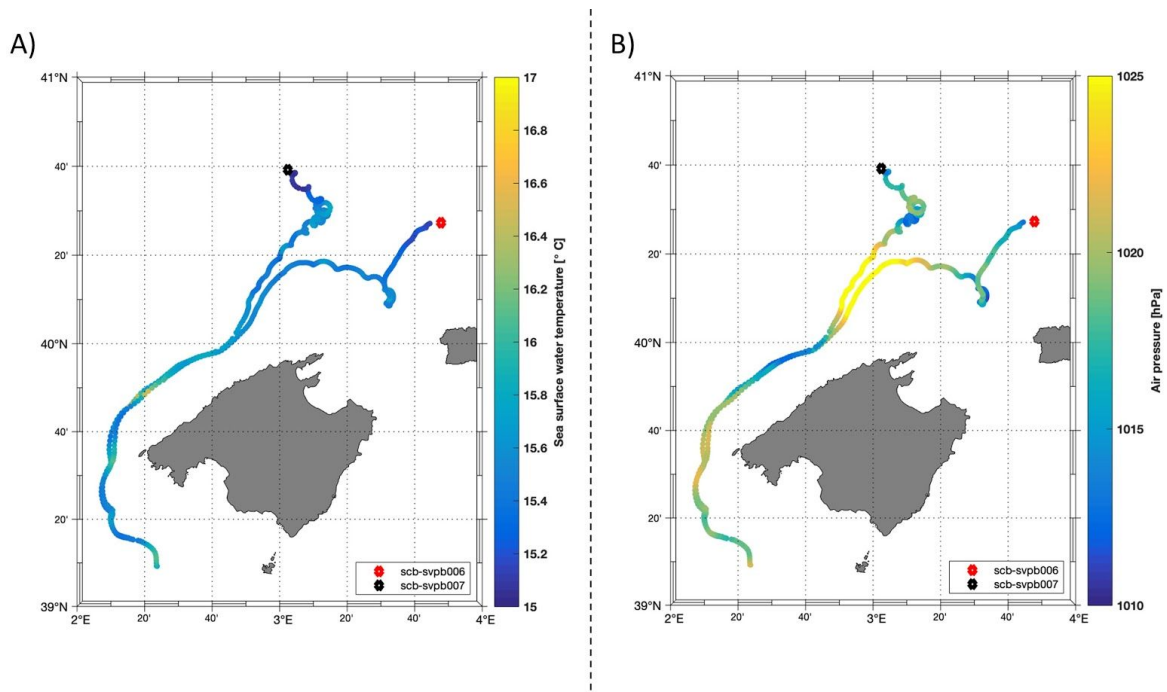 A)
41°N
40'
20'
40°N
40'
20'
39°N
2°E
20'
40'
3°E
20'
40'
4°E
scb-svpb006
scb-svpb007
17
16.8
16.6
16.4
16.2
16
15.8
15.6
15.4
15.2
15
Sea surface water temperature [° C]
B)
41°N
40'
20'
40°N
40'
20'
39°N
2°E
20'
40'
3°E
20'
40'
4°E
scb-svpb006
scb-svpb007
1025
1020
1015
1010
Air pressure [hPa]